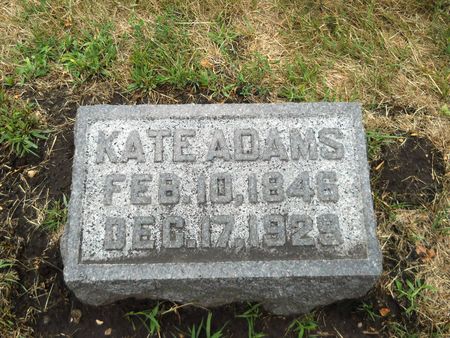 KATE ADAMS
FEB. 10, 1846
DEC. 17, 1929